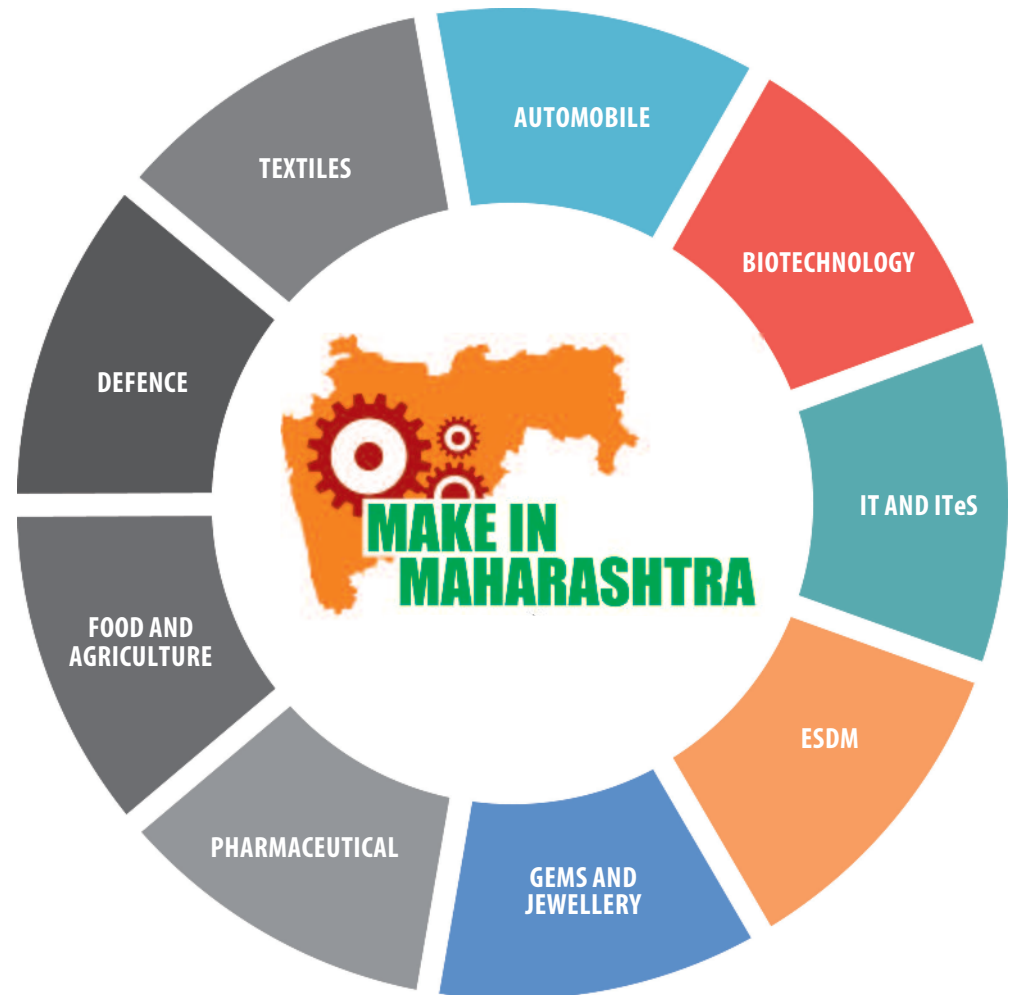 AUTOMOBILE
BIOTECHNOLOGY
IT AND ITeS
ESDM
GEMS AND
JEWELLERY
PHARMACEUTICAL
FOOD AND
AGRICULTURE
DEFENCE
TEXTILES
MAKE IN
MAHARASHTRA